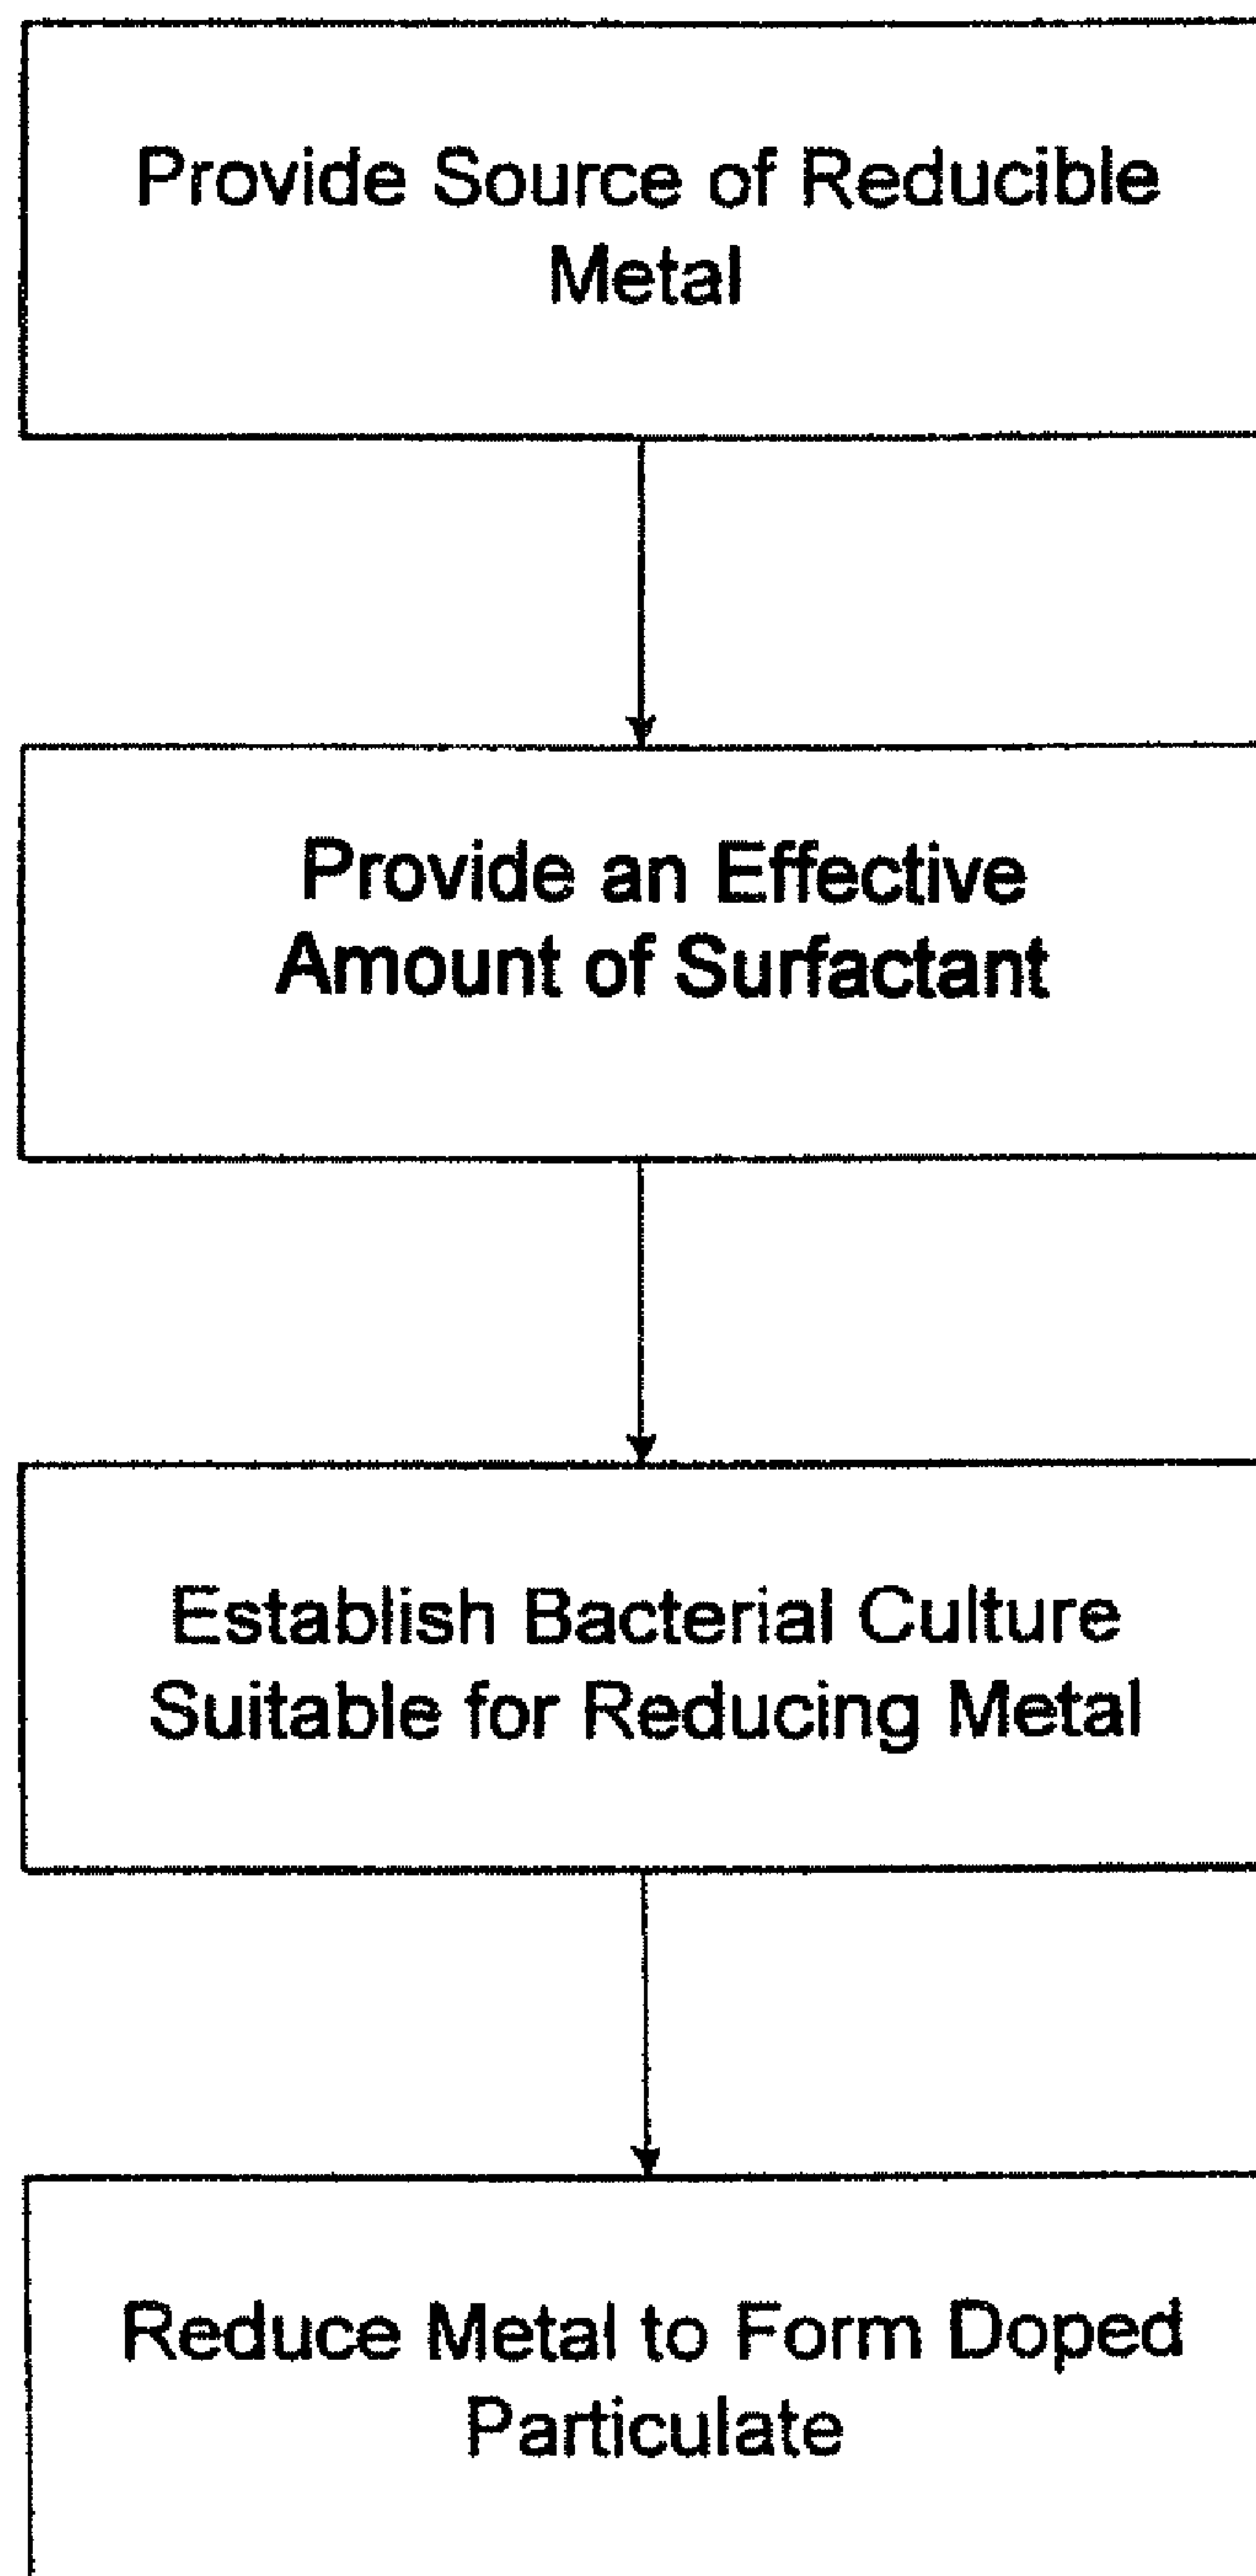 Provide Source of Reducible
Metal
Provide an Effective
Amount of Surfactant
Establish Bacterial Culture
Suitable for Reducing Metal
Reduce Metal to Form Doped
Particulate